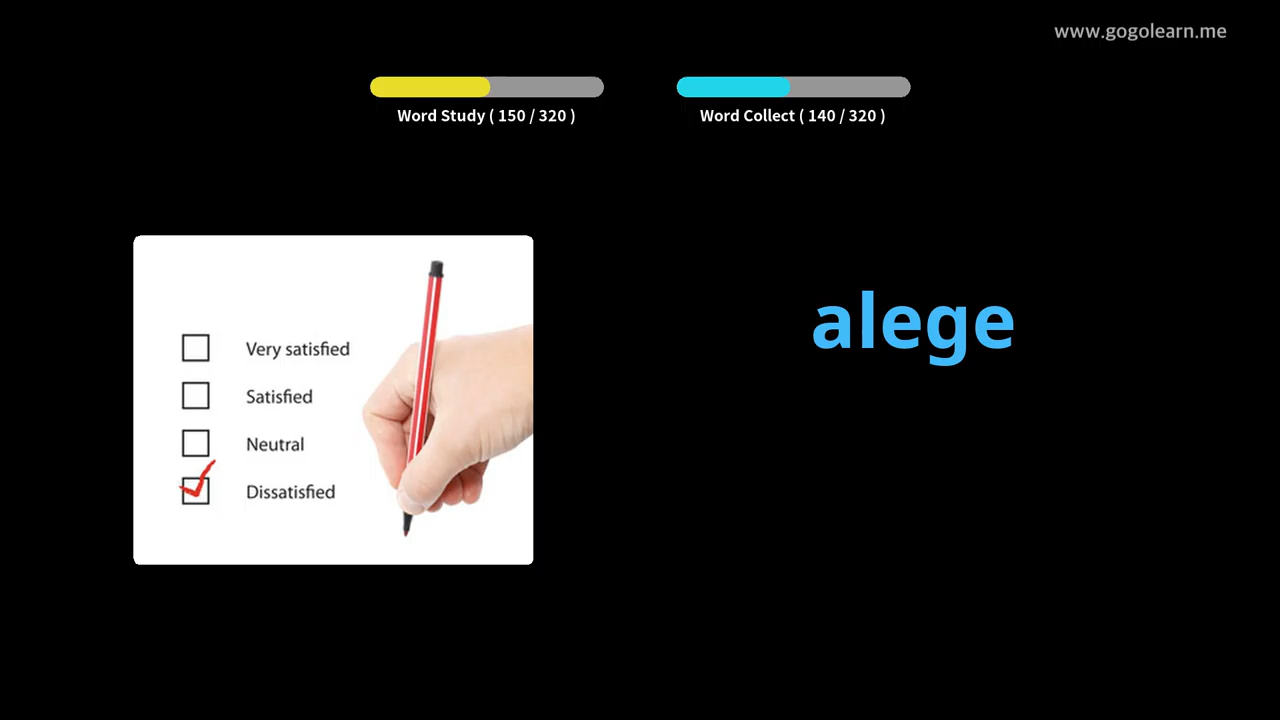 www.gogolearn.me
Word Study ( 150 / 320 )
Word Collect ( 140 / 320 )
Very satisfied
Satisfied
Neutral
Dissatisfied
alege